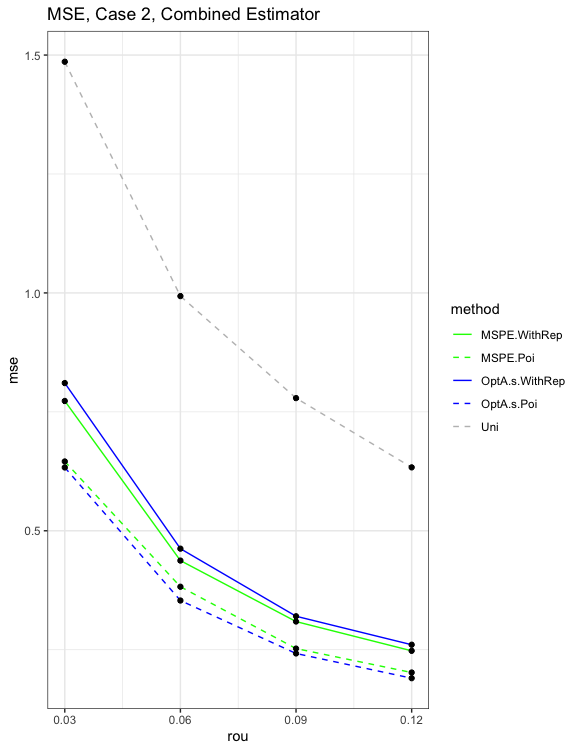 MSE, Case 2, Combined Estimator
1.5
1.0
0.5
mse
0.03 0.06 0.09 0.12
rou
method
MSPE.WithRep
MSPE.Poi
OptA.s.WithRep
OptA.s.Poi
Uni